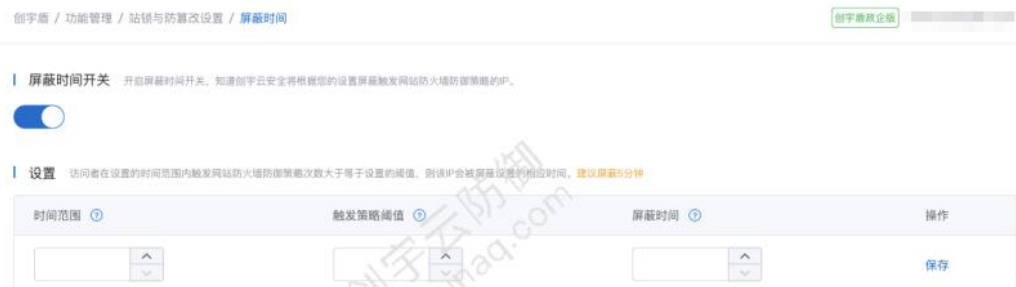 创宇盾 / 功能管理 / 站锁与防篡改设置 / 屏蔽时间
创宇盾政企版
屏蔽时间开关 开启屏蔽时间开关，知道创宇云安全将根据您的设置屏蔽触发网站防火墙防御策略的IP。
设置 访问者在设置的时间范围内触发网站防火墙防御策略次数大于等于设置的阈值，则该IP会被屏蔽设置的相应时间，建议屏蔽5分钟
时间范围 触发策略阈值 屏蔽时间 操作
保存
创宇云防御